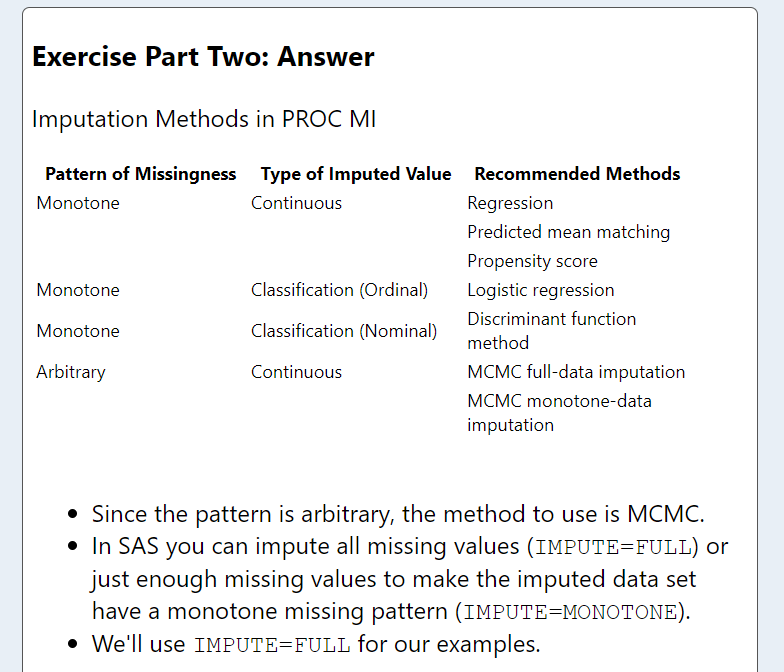 Exercise Part Two: Answer
Imputation Methods in PROC MI
Pattern of Missingness Type of Imputed Value Recommended Methods
Monotone Continuous Regression
Predicted mean matching
Propensity score
Monotone Classification (Ordinal) Logistic regression
Monotone Classification (Nominal) Discriminant function
method
Arbitrary Continuous MCMC full-data imputation
MCMC monotone-data
imputation
• Since the pattern is arbitrary, the method to use is MCMC.
• In SAS you can impute all missing values (IMPUTE=FULL) or
just enough missing values to make the imputed data set
have a monotone missing pattern (IMPUTE=MONOTONE).
• We'll use IMPUTE=FULL for our examples.